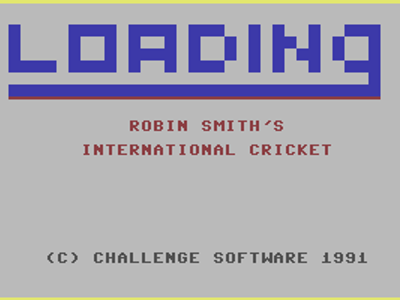 LOADINg
ROBIN SMITH'S
INTERNATIONAL CRICKET
(C) CHALLENGE SOFTWARE 1991